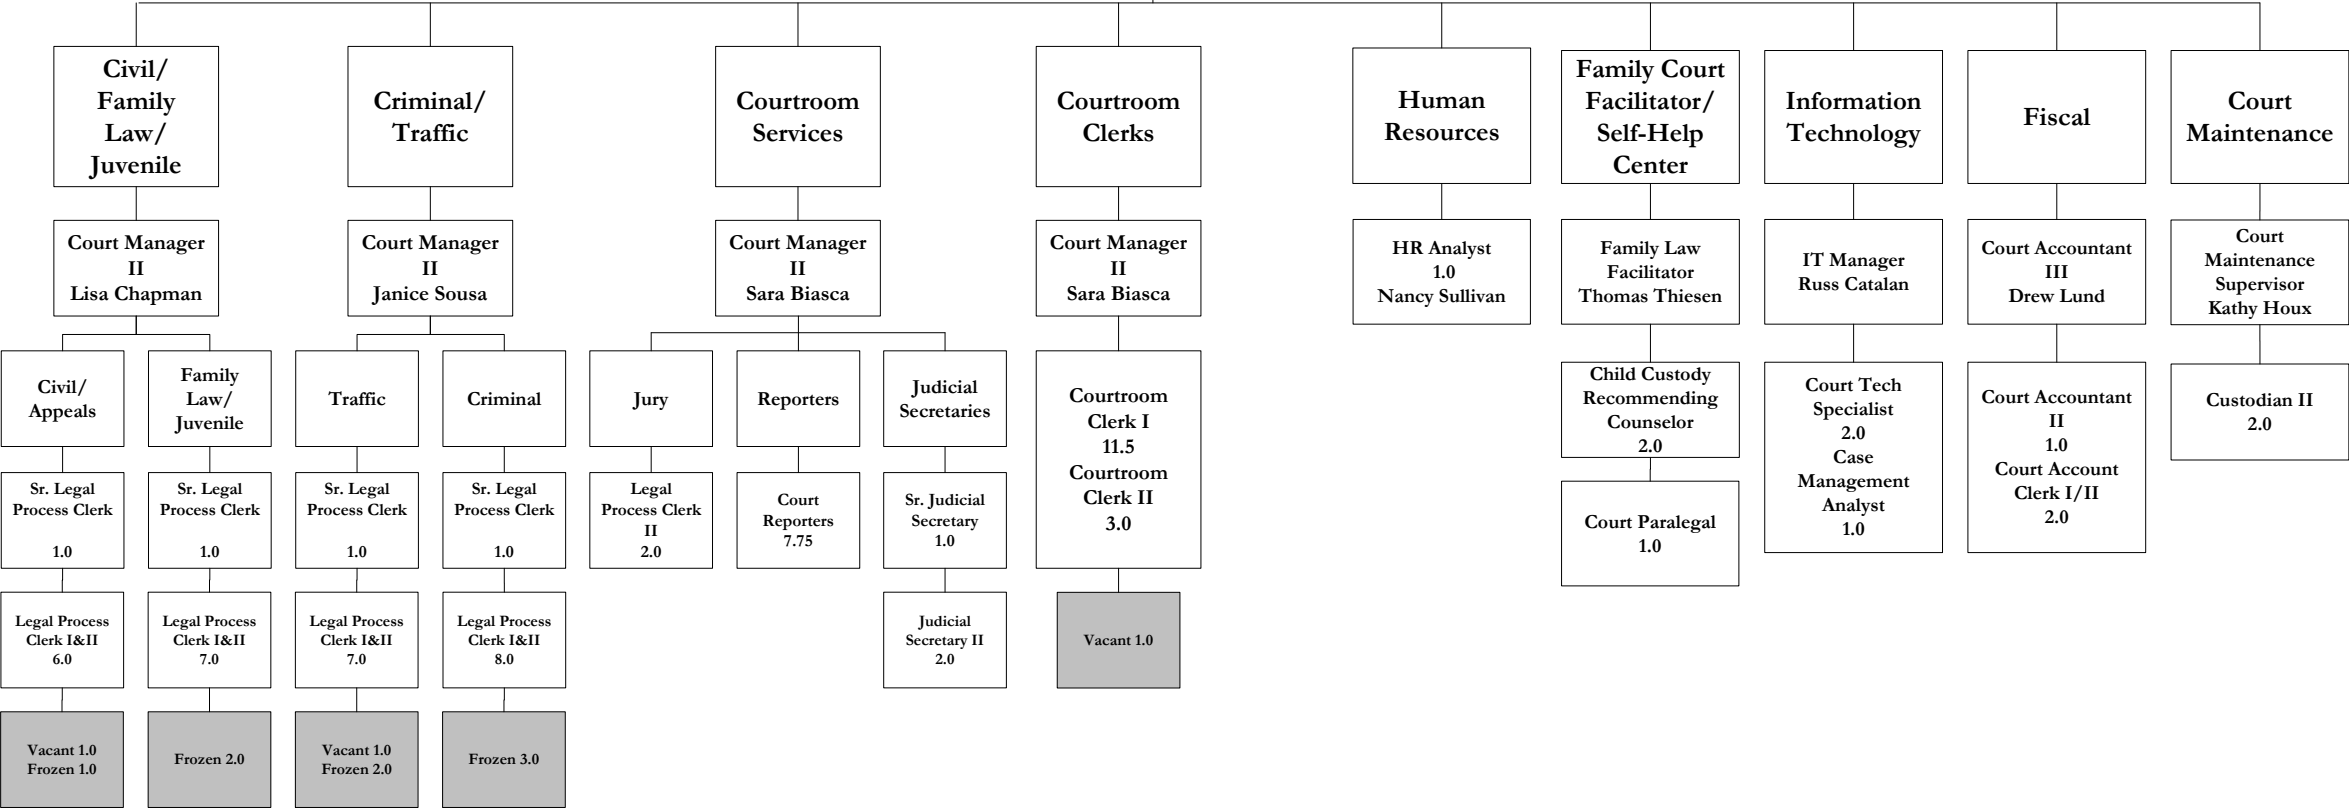 Civil/
Family
Law/
Juvenile
Criminal/
Traffic
Courtroom
Services
Courtroom
Clerks
Human
Resources
Family Court
Facilitator/
Self-Help
Center
Information
Technology
Fiscal
Court
Maintenance
Court Manager
II
Lisa Chapman
Court Manager
II
Janice Sousa
Court Manager
II
Sara Biasca
Court Manager
II
Sara Biasca
HR Analyst
1.0
Nancy Sullivan
Family Law
Facilitator
Thomas Thiesen
IT Manager
Russ Catalan
Court Accountant
III
Drew Lund
Court
Maintenance
Supervisor
Kathy Houx
Civil/
Appeals
Family
Law/
Juvenile
Traffic
Criminal
Jury
Reporters
Judicial
Secretaries
Courtroom
Clerk I
11.5
Courtroom
Clerk II
3.0
Child Custody
Recommending
Counselor
2.0
Court Tech
Specialist
2.0
Case
Management
Analyst
1.0
Court Accountant
II
1.0
Court Account
Clerk I/II
2.0
Custodian II
2.0
Sr. Legal
Process Clerk
1.0
Sr. Legal
Process Clerk
1.0
Sr. Legal
Process Clerk
1.0
Sr. Legal
Process Clerk
1.0
Legal
Process Clerk
II
2.0
Court
Reporters
7.75
Sr. Judicial
Secretary
1.0
Court Paralegal
1.0
Legal Process
Clerk I&II
6.0
Legal Process
Clerk I&II
7.0
Legal Process
Clerk I&II
7.0
Legal Process
Clerk I&II
8.0
Judicial
Secretary II
2.0
Vacant 1.0
Vacant 1.0
Frozen 1.0
Frozen 2.0
Vacant 1.0
Frozen 2.0
Frozen 3.0